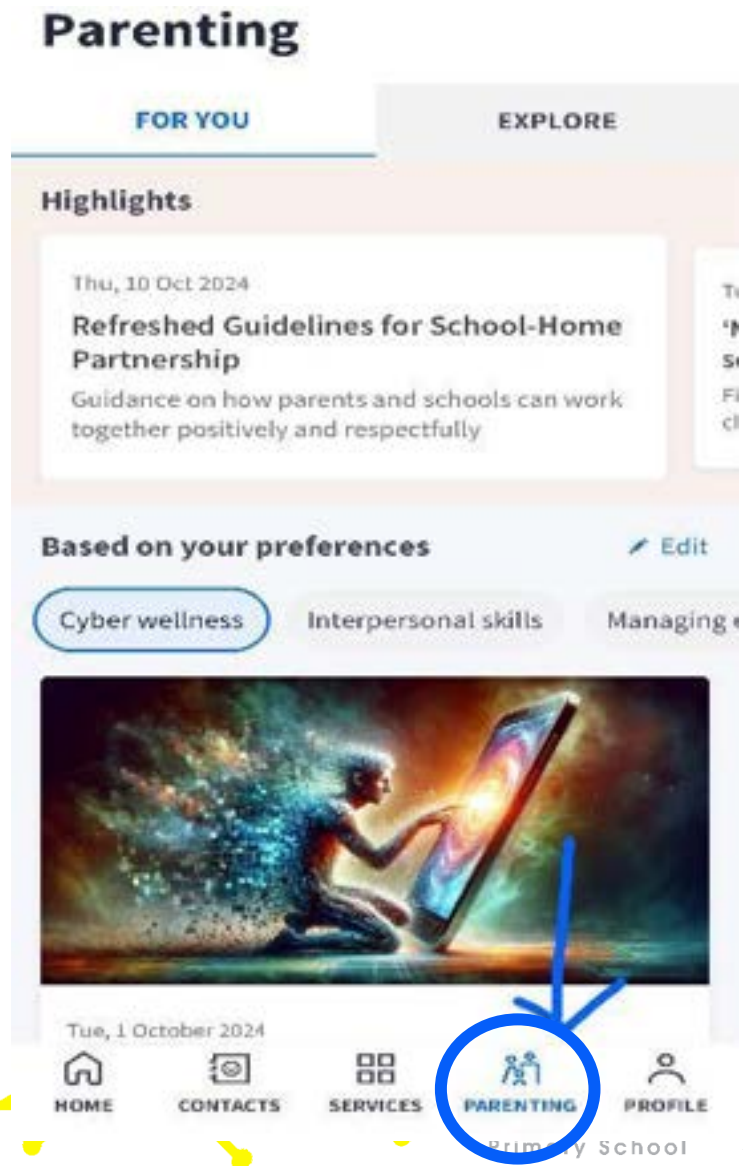 Parenting
FOR YOU
EXPLORE
Highlights
Thu, 10 Oct 2024
Refreshed Guidelines for School-Home
Partnership
Guidance on how parents and schools can work
together positively and respectfully
Based on your preferences
Edit
Cyber wellness
Interpersonal skills
Managing
Tue, 1 October 2024
HOME
CONTACTS
SERVICES
PARENTING
PROFILE
Primary School